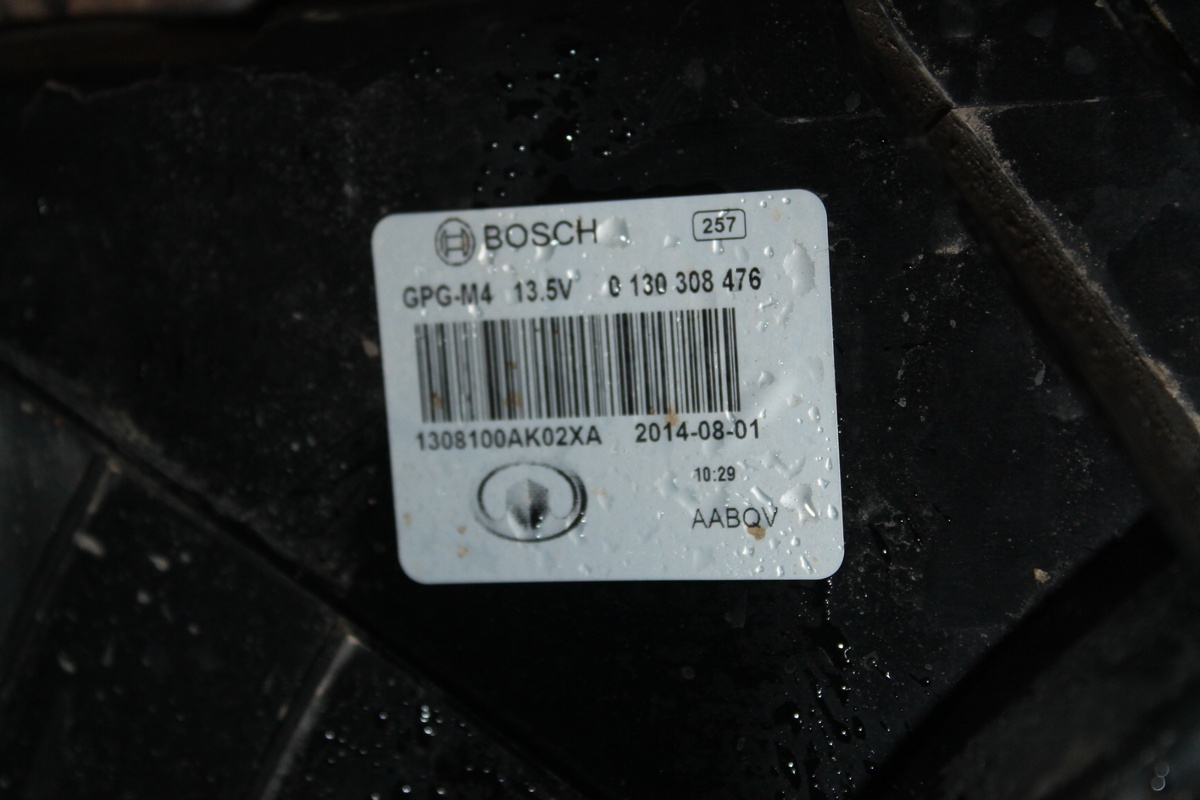 BOSCH 257
GPG-M4 13.5V 0 130 308 476
1308100AK02XA 2014-08-01
10:29
AABQV